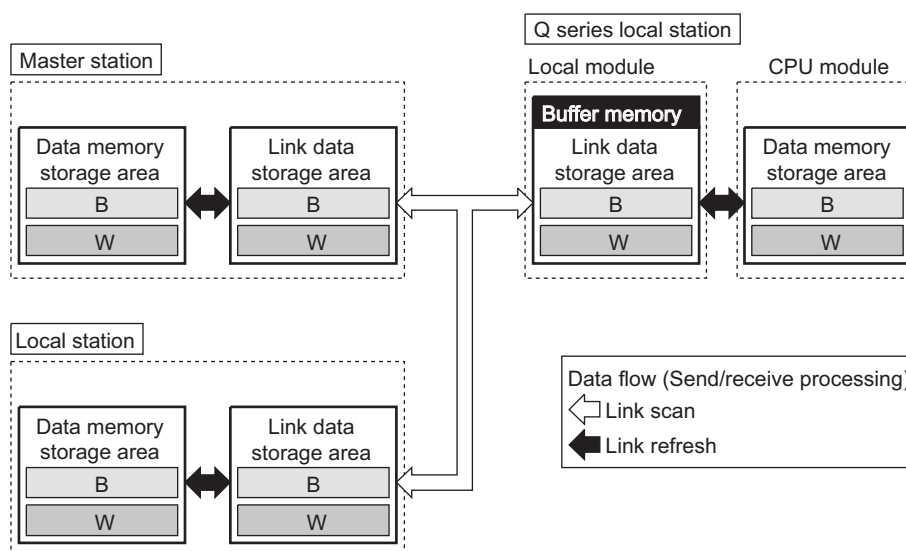 Master station
Data memory
storage area
B
W
Link data
storage area
B
W
Q series local station
Local module
CPU module
Buffer memory
Link data
storage area
B
W
Data memory
storage area
B
W
Local station
Data memory
storage area
B
W
Link data
storage area
B
W
Data flow (Send/receive processing)
Link scan
Link refresh